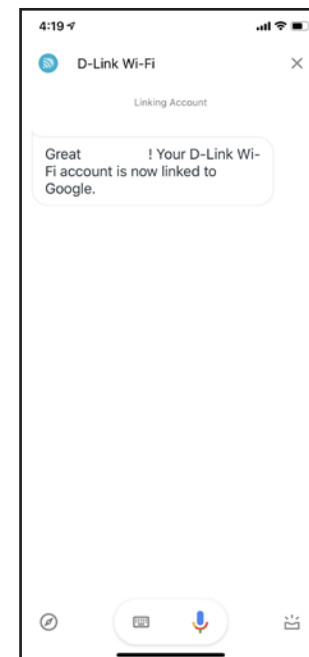 4:19
D-Link Wi-Fi
Linking Account
Great ! Your D-Link Wi-
Fi account is now linked to
Google.